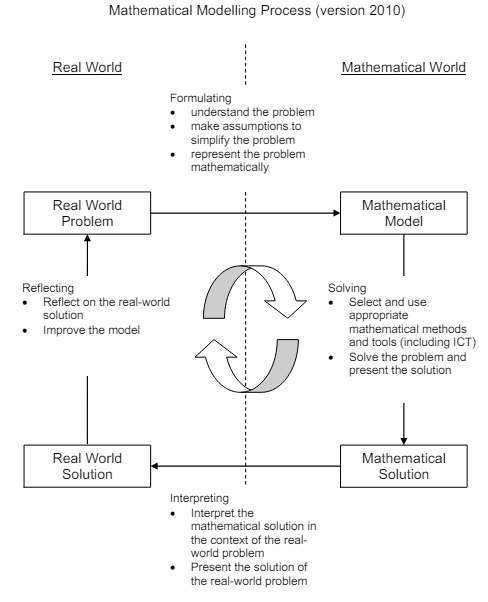 Mathematical Modelling Process (version 2010)
Real World
Mathematical World
Formulating
• understand the problem
• make assumptions to
simplify the problem
• represent the problem
mathematically
Real World
Problem
Mathematical
Model
Reflecting
• Reflect on the real-world
solution
• Improve the model
Solving
• Select and use
appropriate
mathematical methods
and tools (including ICT)
• Solve the problem and
present the solution
Real World
Solution
Mathematical
Solution
Interpreting
• Interpret the
mathematical solution in
the context of the real-
world problem
• Present the solution of
the real-world problem